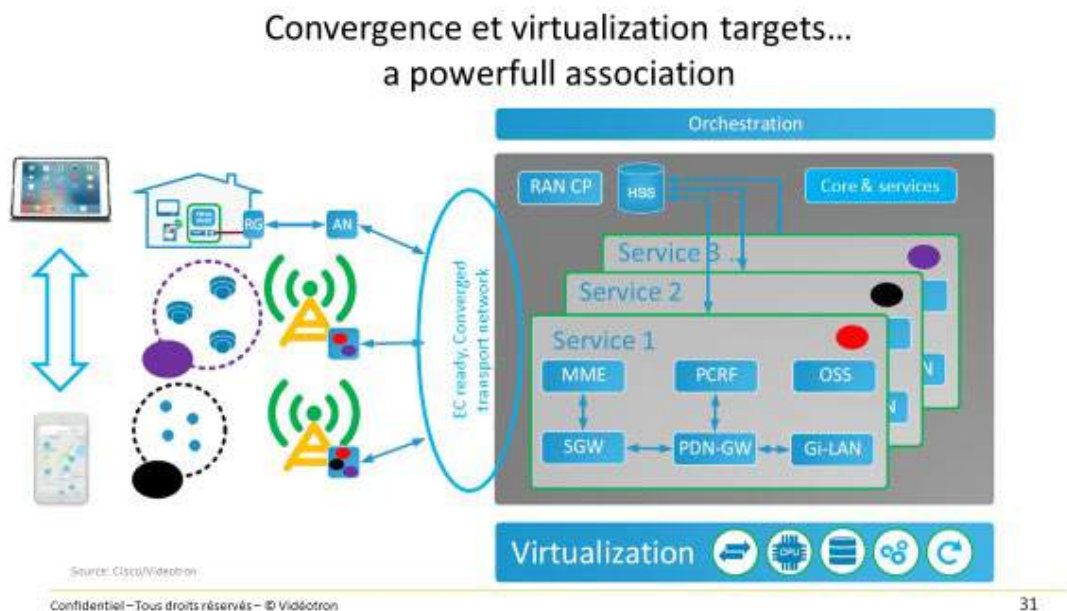 Convergence et virtualization targets…
a powerfull association
Orchestration
RAN CP
HSS
Core & services
RG
AN
EC ready, Converged
transport network
Service 3 ...
Service 2
Service 1
MME
PCRF
OSS
N
SGW
PDN-GW
Gi-LAN
N
Virtualization
CPU
Source: Cisco/Videotron
Confidentiel – Tous droits réservés – © Vidéotron
31